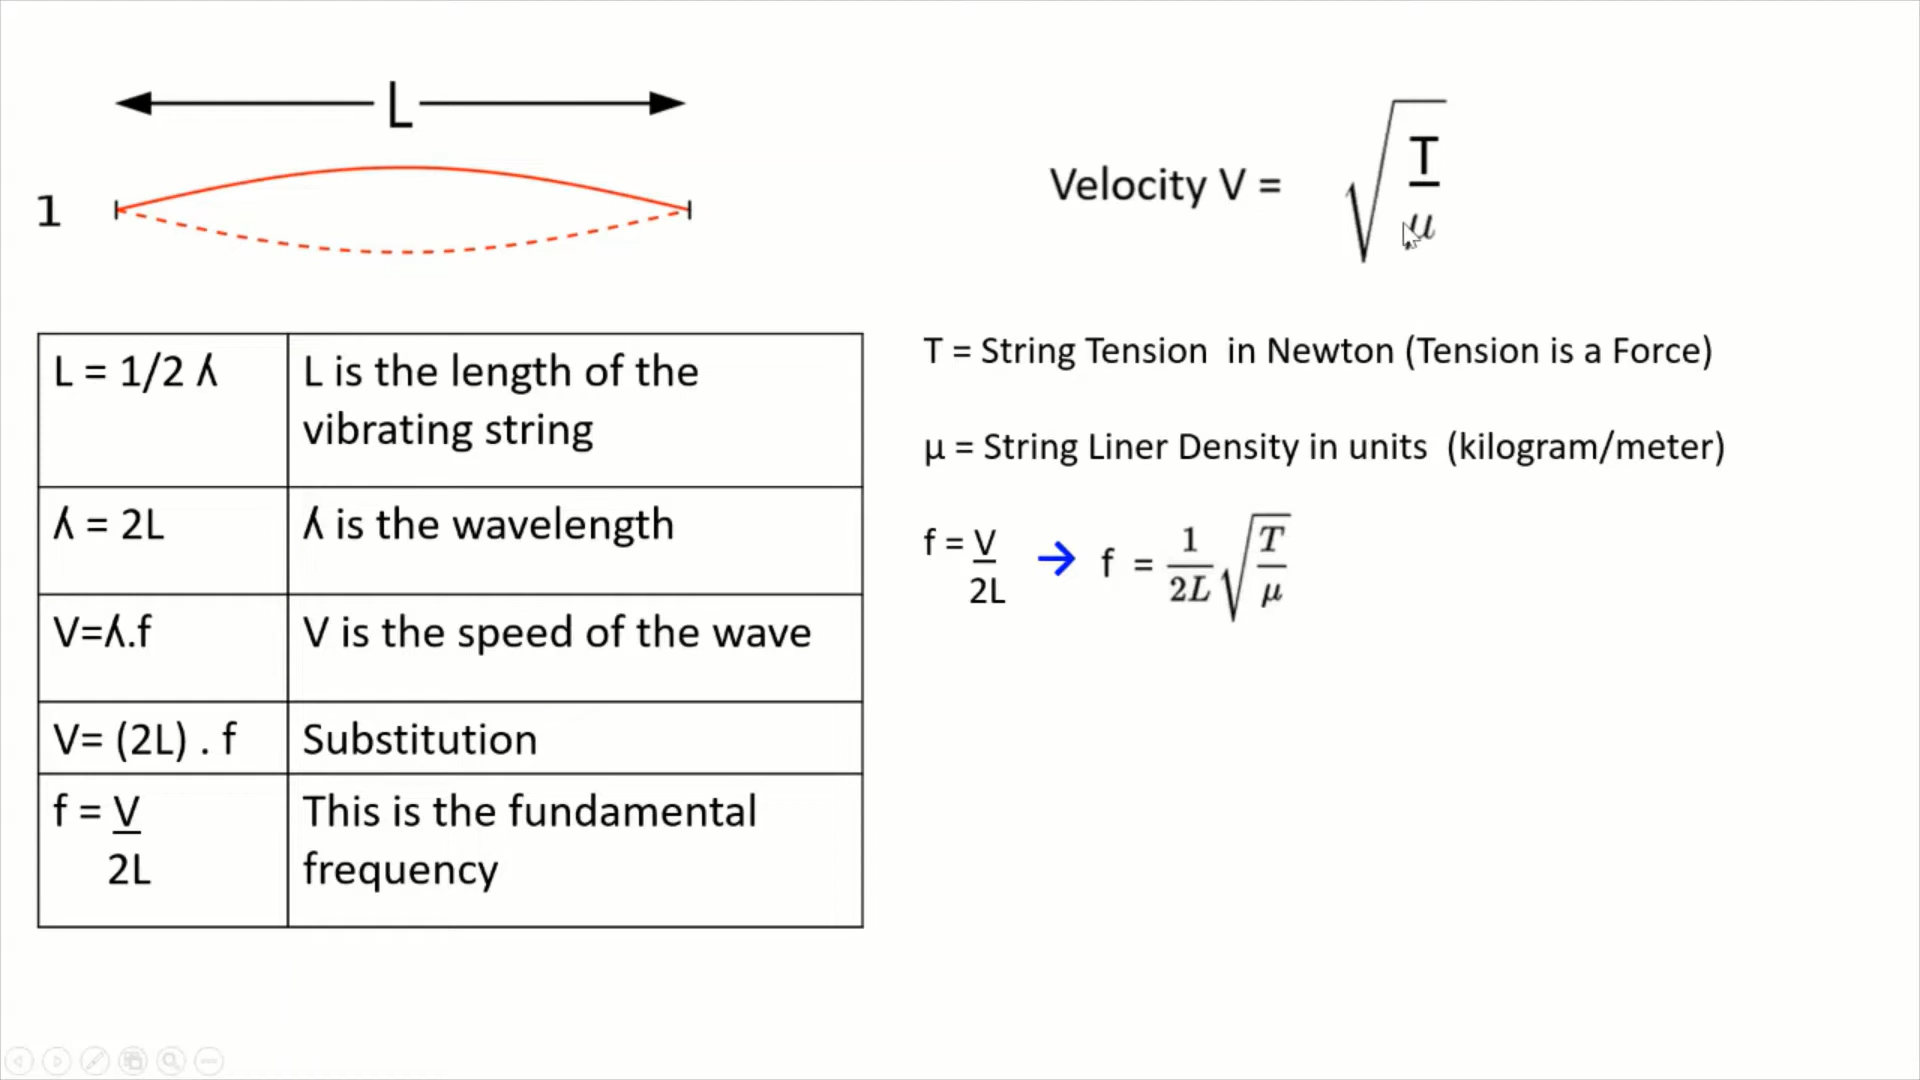 L
1
L = 1/2 ʎ
L is the length of the
vibrating string
ʎ = 2L
ʎ is the wavelength
V=ʎ.f
V is the speed of the wave
V= (2L) . f
Substitution
f = V
2L
This is the fundamental
frequency
Velocity V = √ T
μ
T = String Tension in Newton (Tension is a Force)
μ = String Liner Density in units (kilogram/meter)
f = V → f = 1 √ T
2L 2L μ